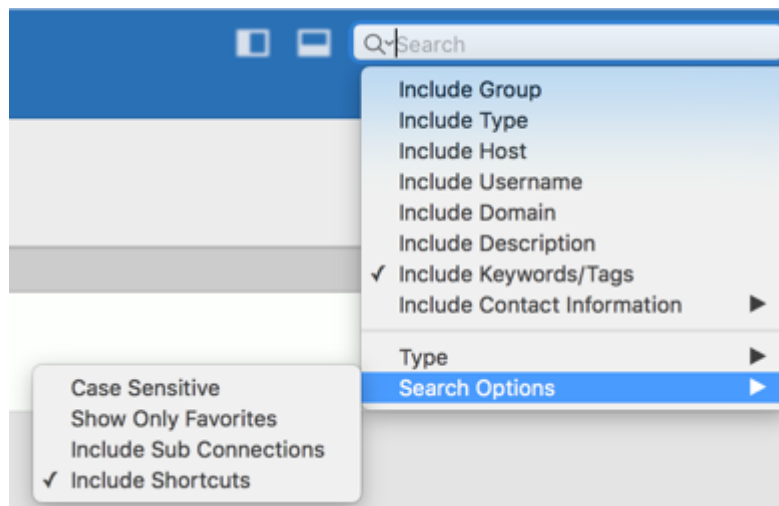 Search
Include Group
Include Type
Include Host
Include Username
Include Domain
Include Description
✓ Include Keywords/Tags
Include Contact Information ▶
Type ▶
Search Options ▶
Case Sensitive
Show Only Favorites
Include Sub Connections
✓ Include Shortcuts